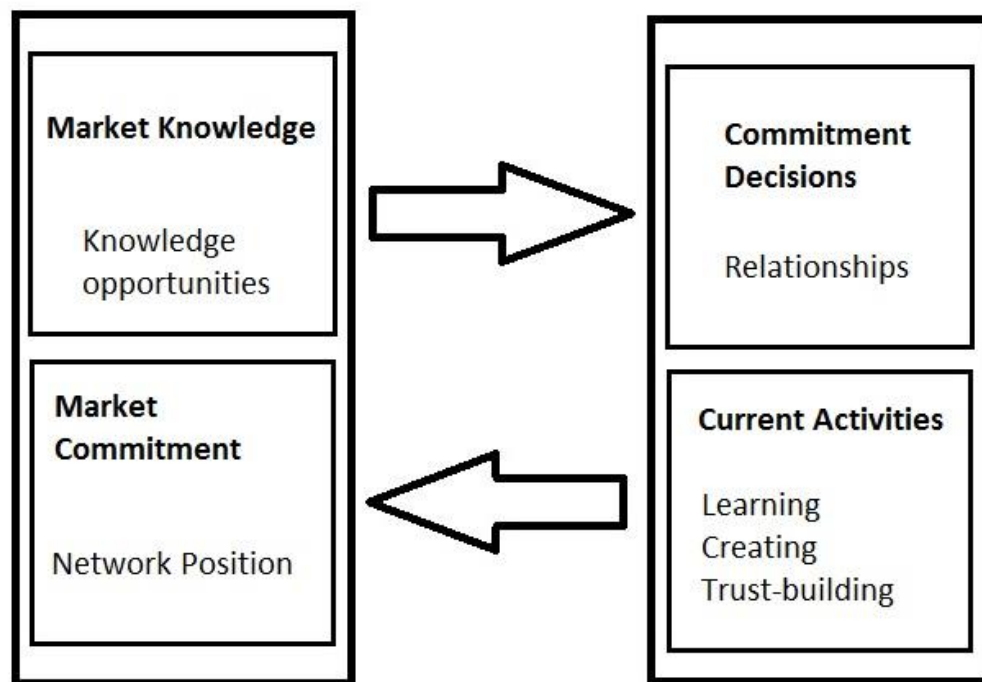 Market Knowledge
Knowledge
opportunities
Market
Commitment
Network Position
Commitment
Decisions
Relationships
Current Activities
Learning
Creating
Trust-building